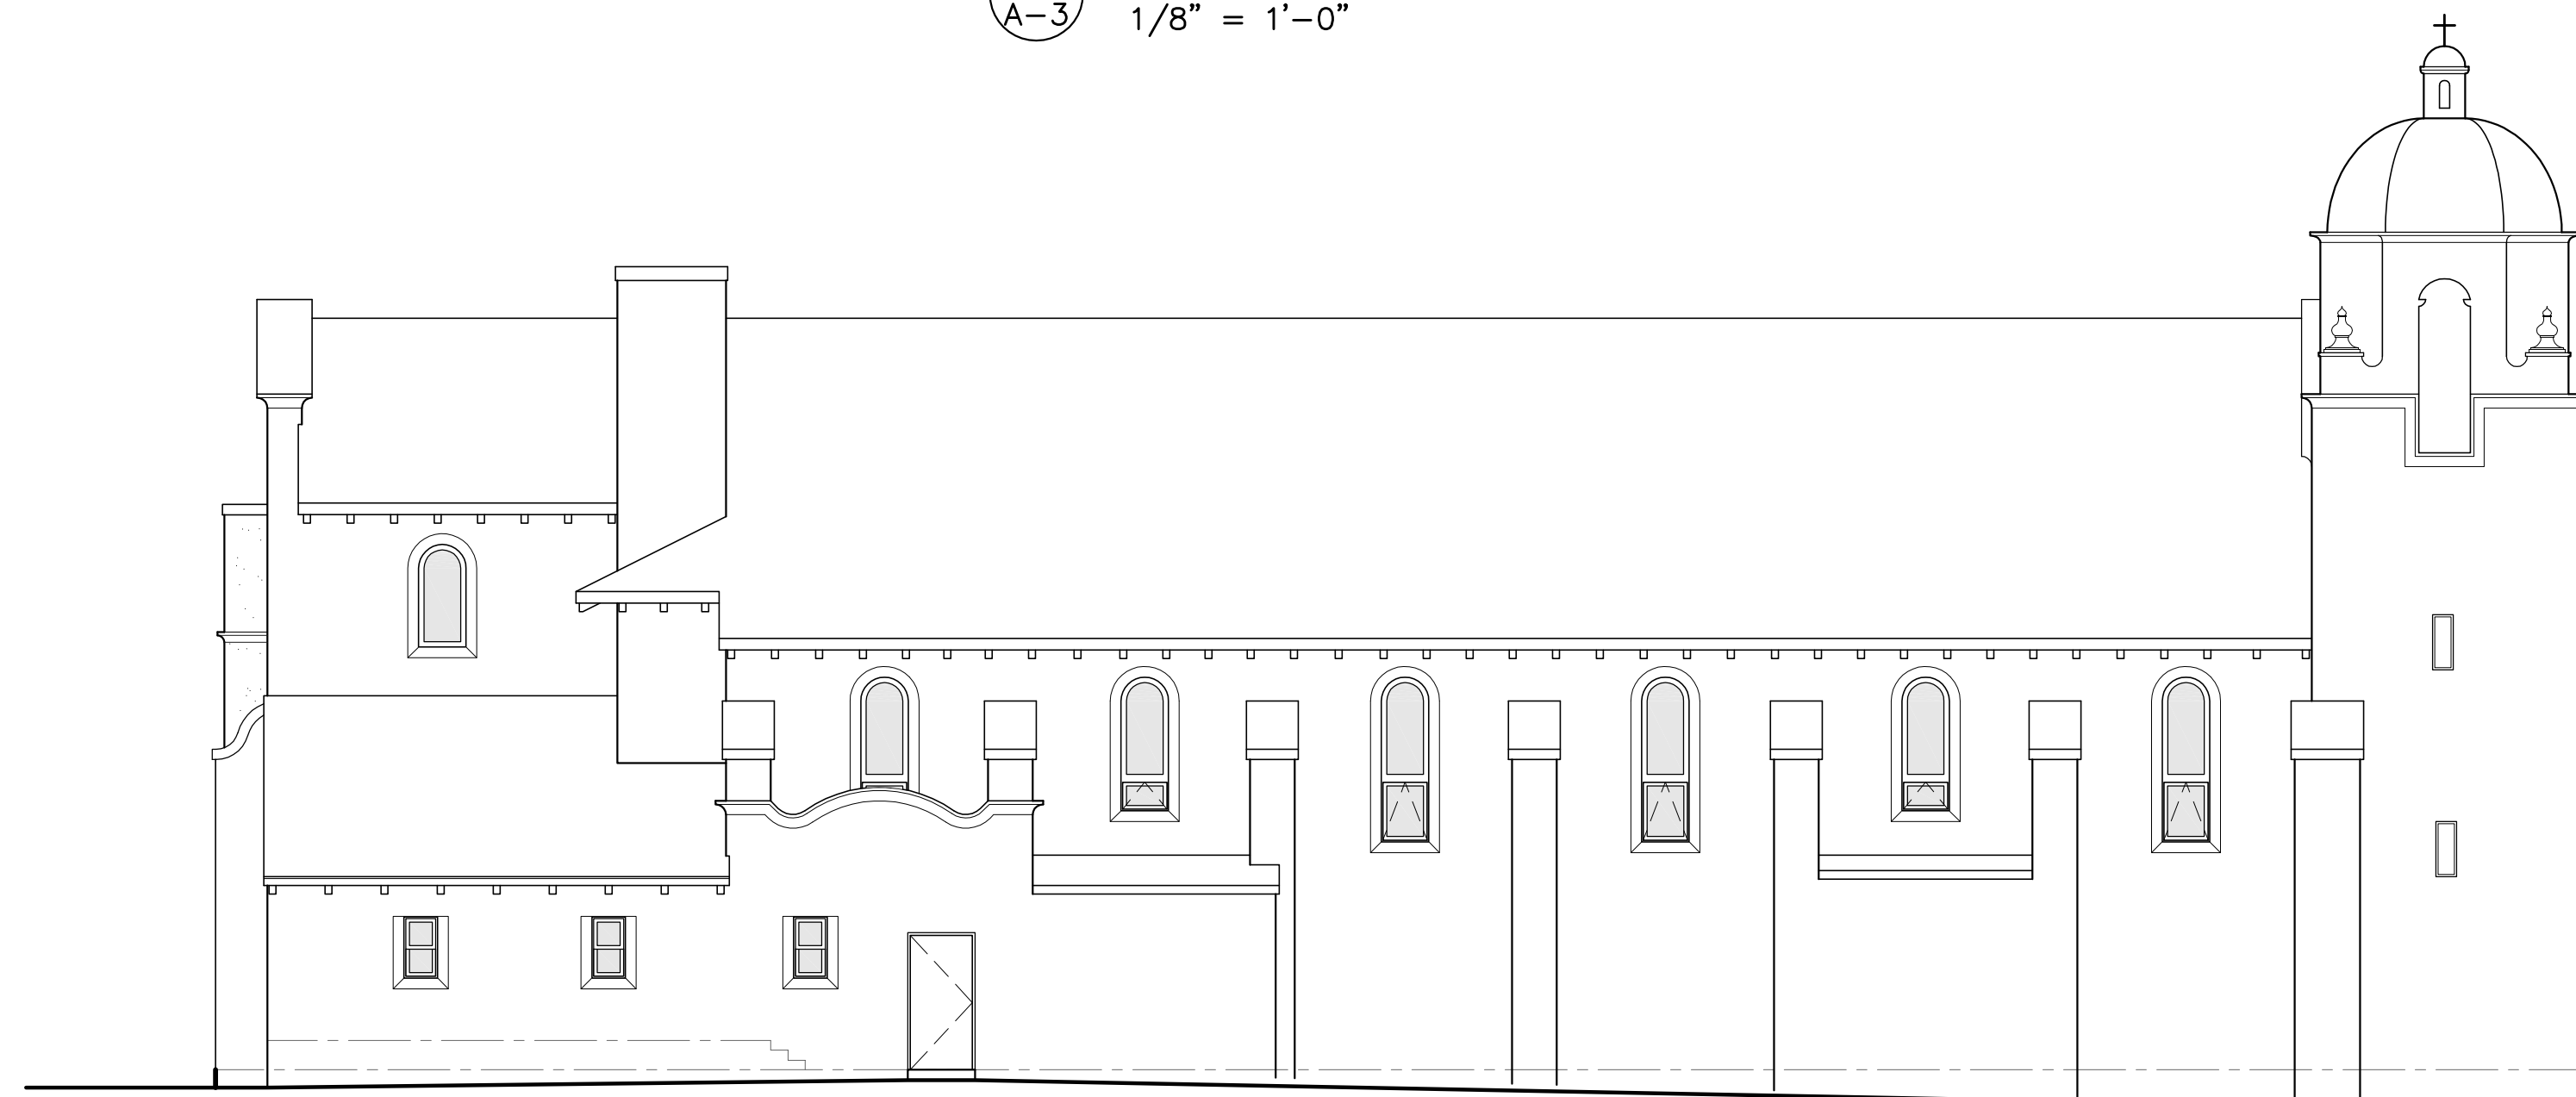 A-3
1/8" = 1'-0"